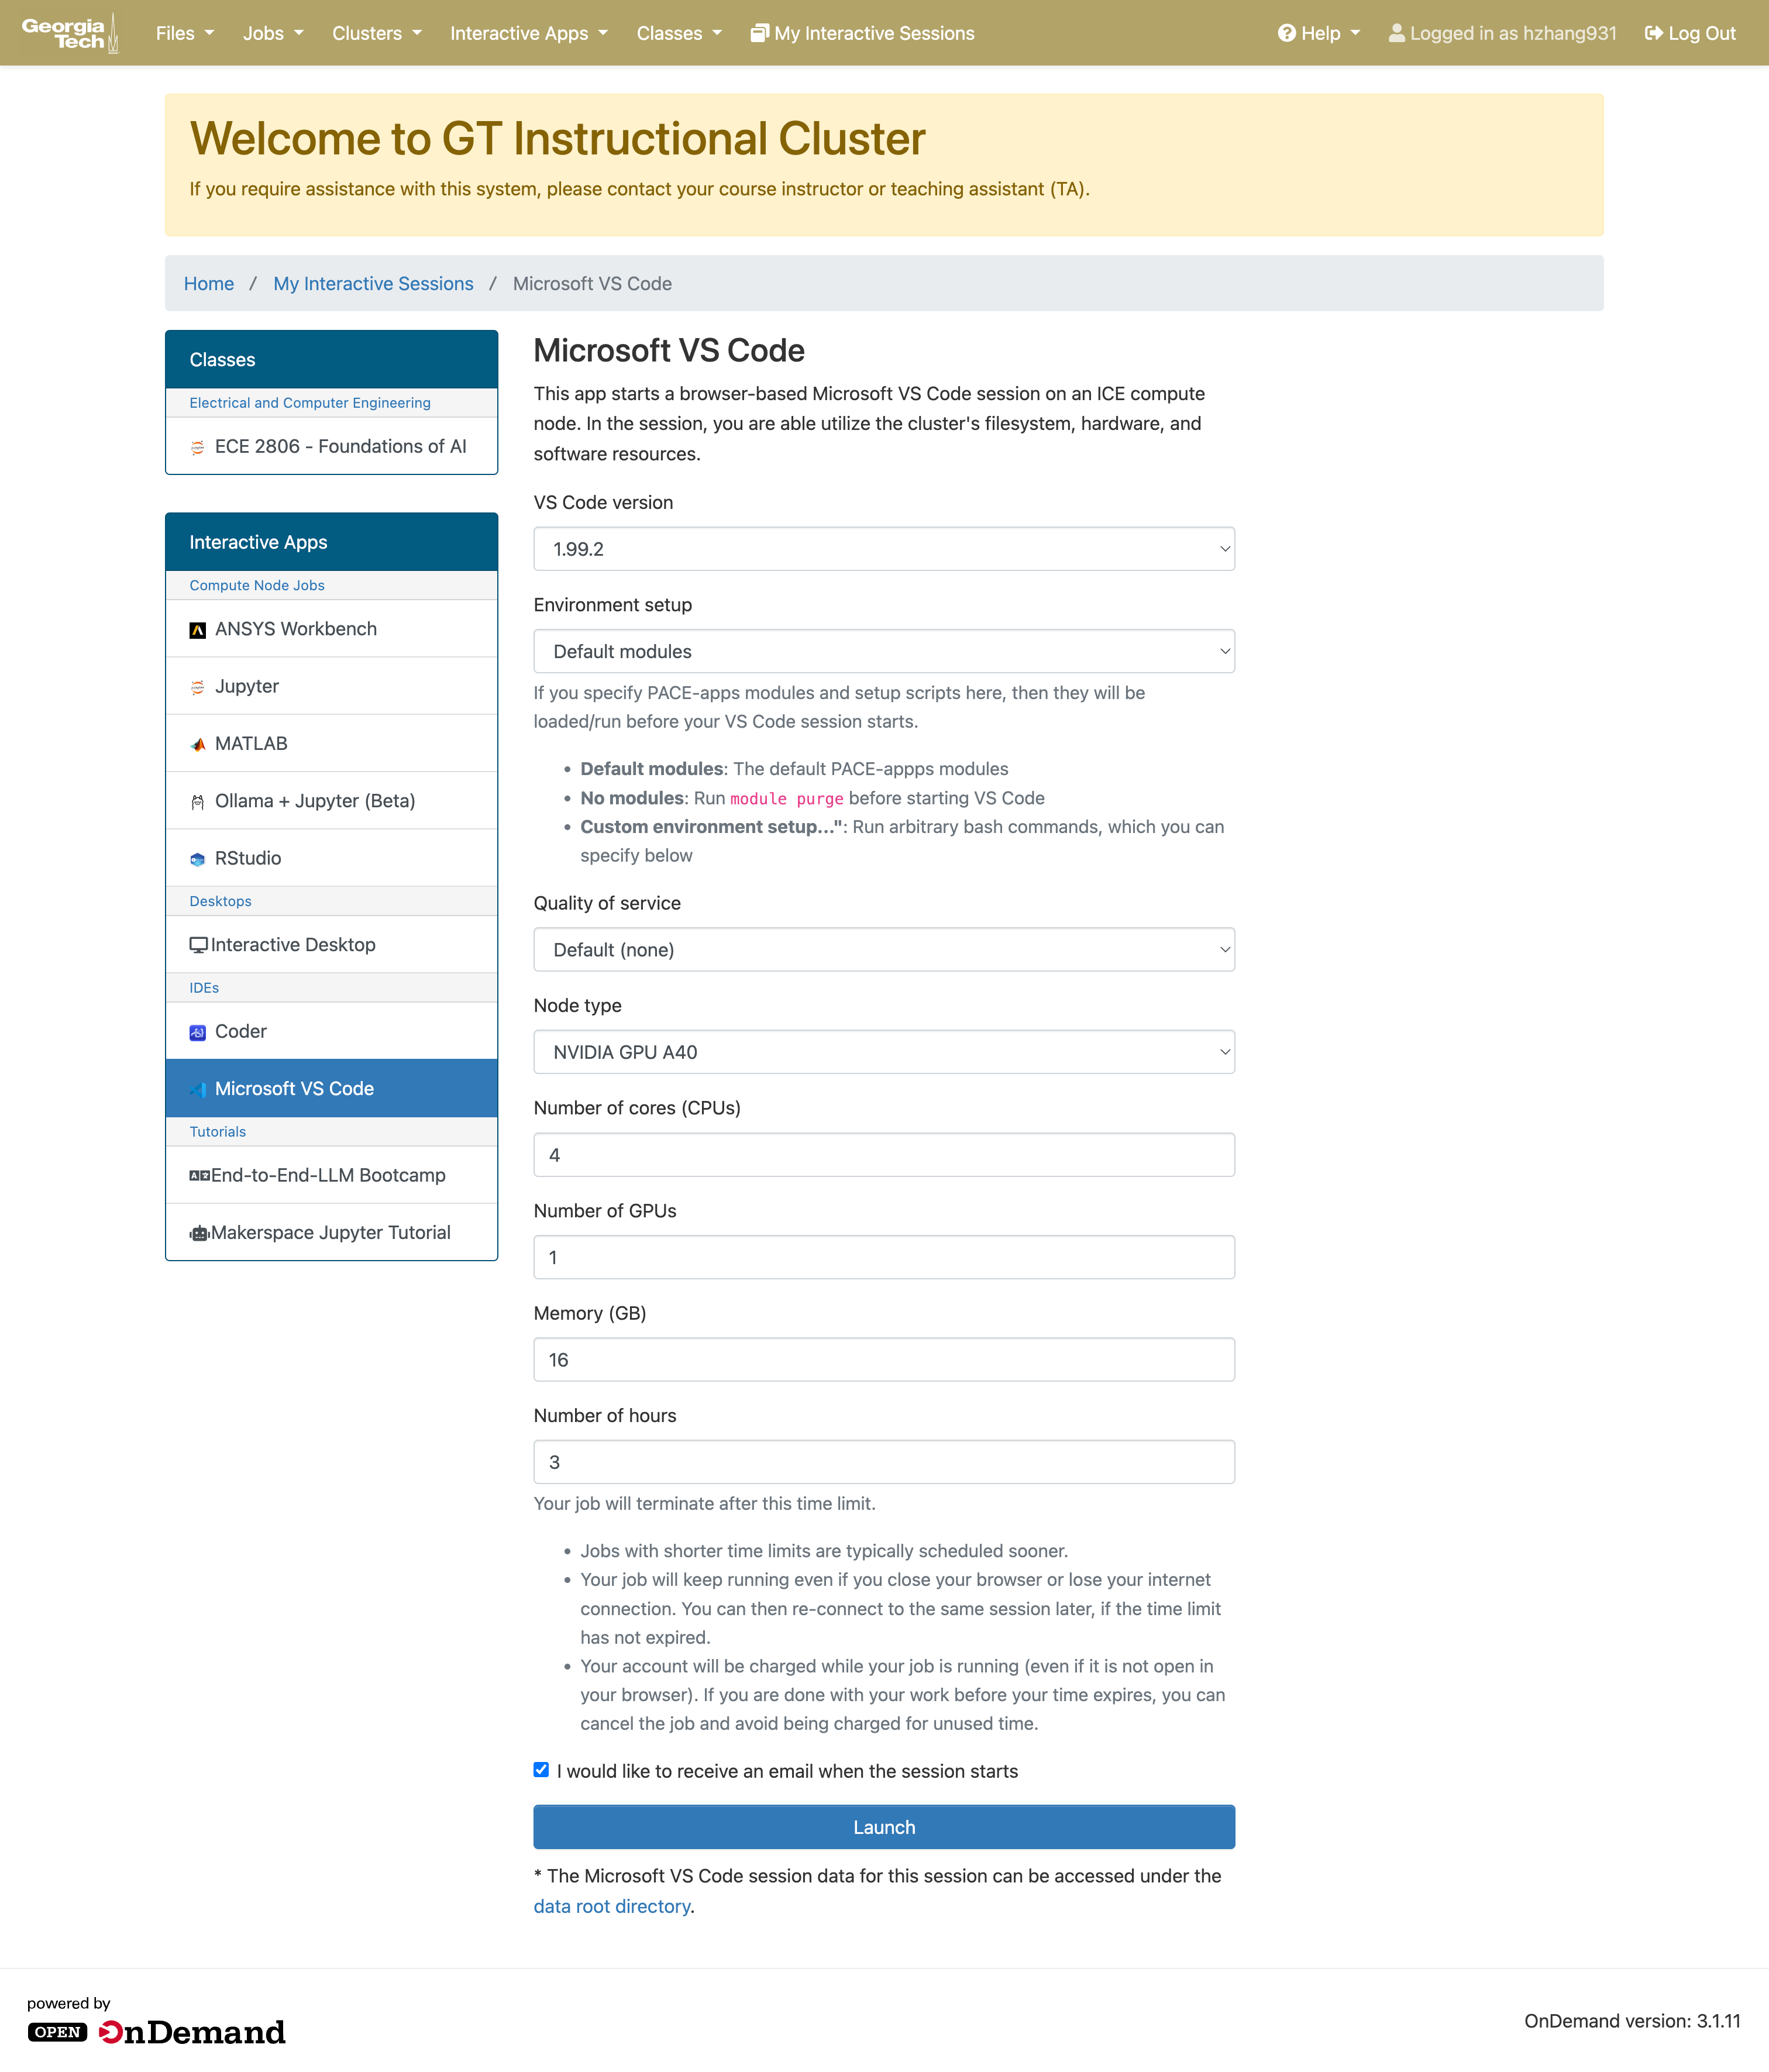 Georgia
Tech
Files
Jobs
Clusters
Interactive Apps
Classes
My Interactive Sessions
Help
Logged in as hzhang931
Log Out
Welcome to GT Instructional Cluster
If you require assistance with this system, please contact your course instructor or teaching assistant (TA).
Home / My Interactive Sessions / Microsoft VS Code
Classes
Electrical and Computer Engineering
ECE 2806 - Foundations of AI
Interactive Apps
Compute Node Jobs
ANSYS Workbench
Jupyter
MATLAB
Ollama + Jupyter (Beta)
RStudio
Desktops
Interactive Desktop
IDEs
Coder
Microsoft VS Code
Tutorials
End-to-End-LLM Bootcamp
Makerspace Jupyter Tutorial
Microsoft VS Code
This app starts a browser-based Microsoft VS Code session on an ICE compute
node. In the session, you are able utilize the cluster's filesystem, hardware, and
software resources.
VS Code version
1.99.2
Environment setup
Default modules
If you specify PACE-apps modules and setup scripts here, then they will be
loaded/run before your VS Code session starts.
• Default modules: The default PACE-appps modules
• No modules: Run module purge before starting VS Code
• Custom environment setup...": Run arbitrary bash commands, which you can
specify below
Quality of service
Default (none)
Node type
NVIDIA GPU A40
Number of cores (CPUs)
4
Number of GPUs
1
Memory (GB)
16
Number of hours
3
Your job will terminate after this time limit.
• Jobs with shorter time limits are typically scheduled sooner.
• Your job will keep running even if you close your browser or lose your internet
connection. You can then re-connect to the same session later, if the time limit
has not expired.
• Your account will be charged while your job is running (even if it is not open in
your browser). If you are done with your work before your time expires, you can
cancel the job and avoid being charged for unused time.
I would like to receive an email when the session starts
Launch
* The Microsoft VS Code session data for this session can be accessed under the
data root directory.
powered by
OPEN OnDemand
OnDemand version: 3.1.11